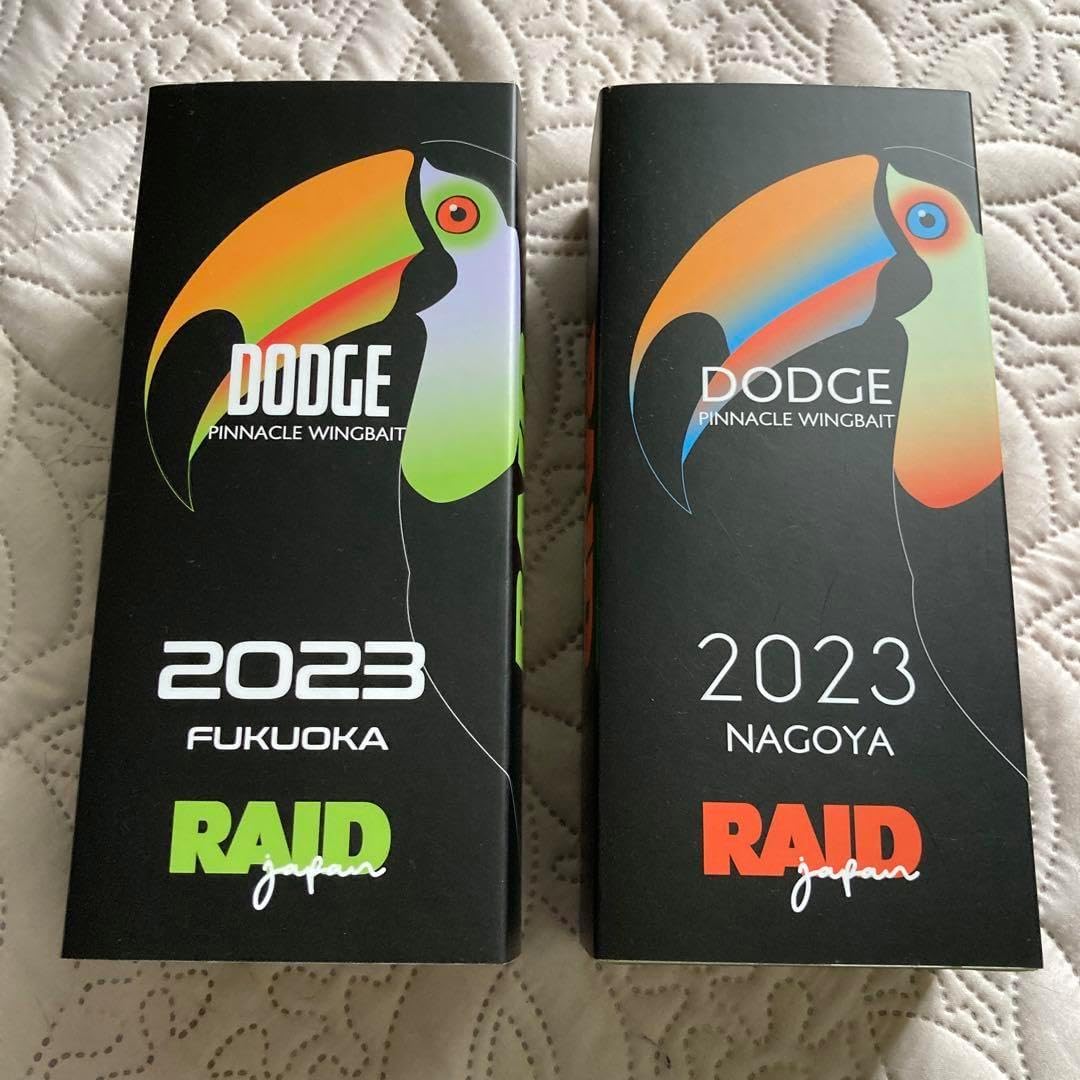 DODGE
PINNACLE WINGBAIT
2023
FUKUOKA
RAID
japan
DODGE
PINNACLE WINGBAIT
2023
NAGOYA
RAID
japan